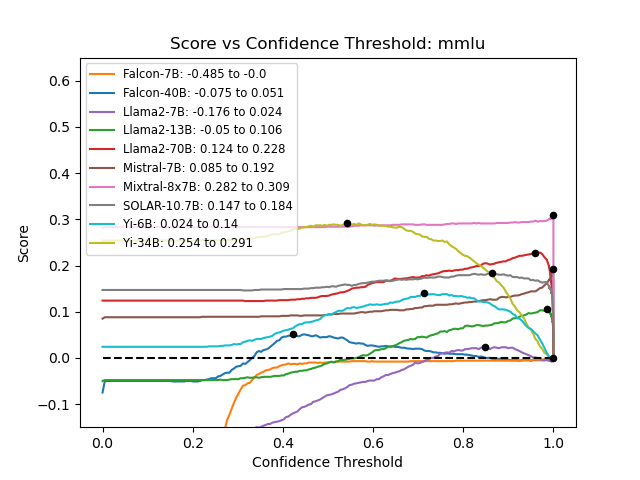 Score vs Confidence Threshold: mmlu
Falcon-7B: -0.485 to -0.0
Falcon-40B: -0.075 to 0.051
Llama2-7B: -0.176 to 0.024
Llama2-13B: -0.05 to 0.106
Llama2-70B: 0.124 to 0.228
Mistral-7B: 0.085 to 0.192
Mixtral-8x7B: 0.282 to 0.309
SOLAR-10.7B: 0.147 to 0.184
Yi-6B: 0.024 to 0.14
Yi-34B: 0.254 to 0.291
Score
0.6
0.5
0.4
0.3
0.2
0.1
0.0
−0.1
0.0 0.2 0.4 0.6 0.8 1.0
Confidence Threshold